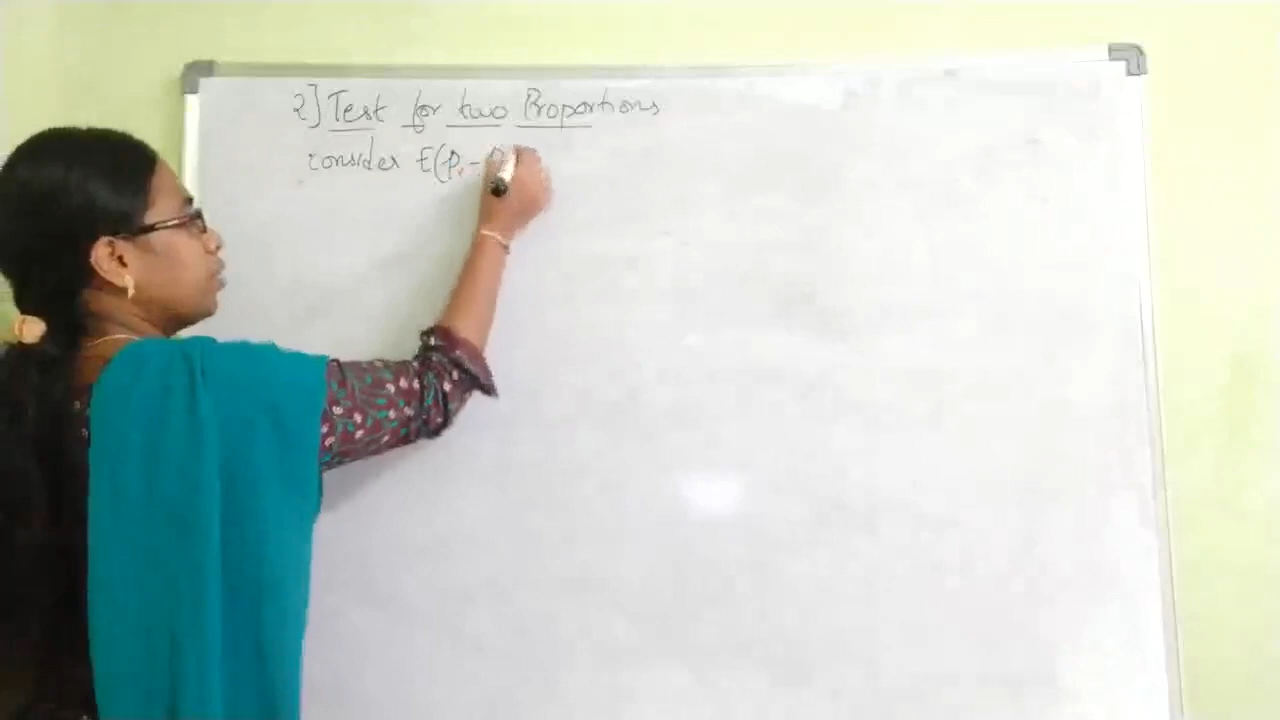 2] Test for two Proportions
consider E(p₁ - P